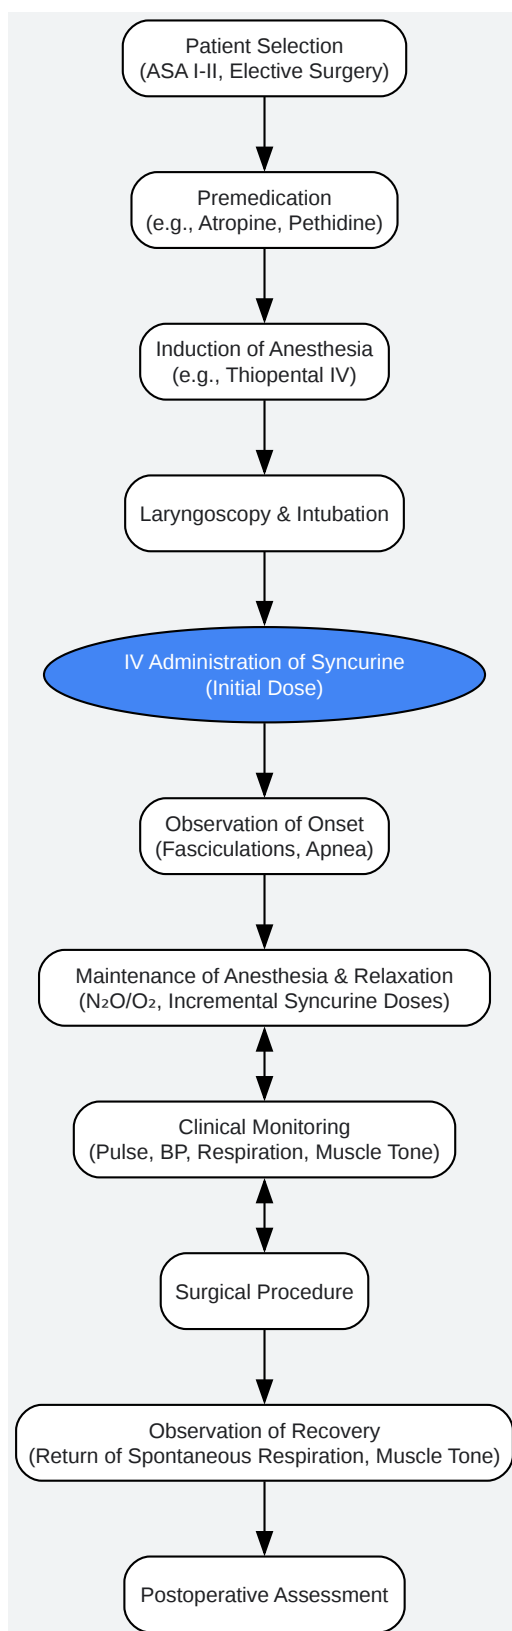 Patient Selection
(ASA I-II, Elective Surgery)
Premedication
(e.g., Atropine, Pethidine)
Induction of Anesthesia
(e.g., Thiopental IV)
Laryngoscopy & Intubation
IV Administration of Syncurine
(Initial Dose)
Observation of Onset
(Fasciculations, Apnea)
Maintenance of Anesthesia & Relaxation
(N₂O/O₂, Incremental Syncurine Doses)
Clinical Monitoring
(Pulse, BP, Respiration, Muscle Tone)
Surgical Procedure
Observation of Recovery
(Return of Spontaneous Respiration, Muscle Tone)
Postoperative Assessment